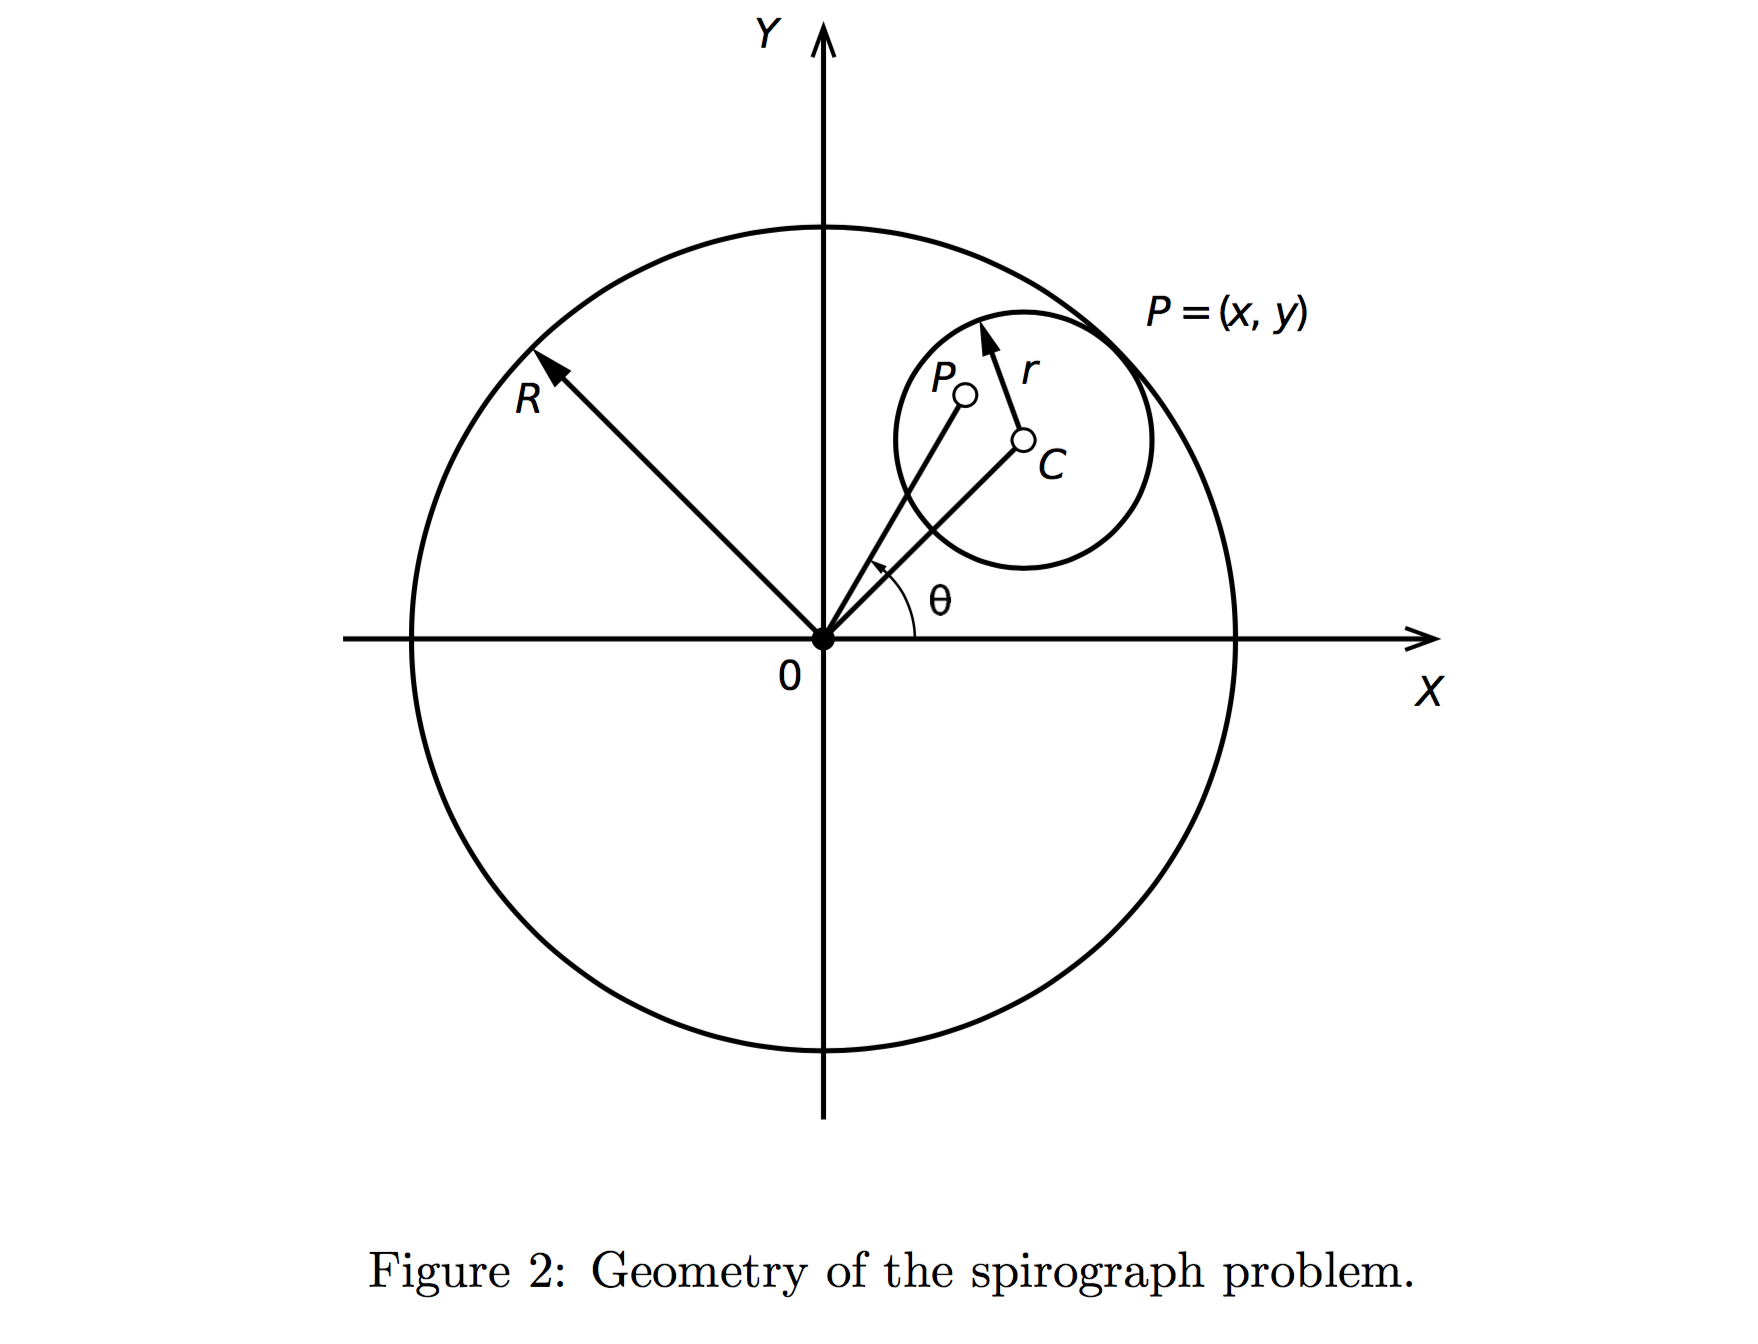 Y
P = (x, y)
P
r
R
C
θ
0
X
Figure 2: Geometry of the spirograph problem.